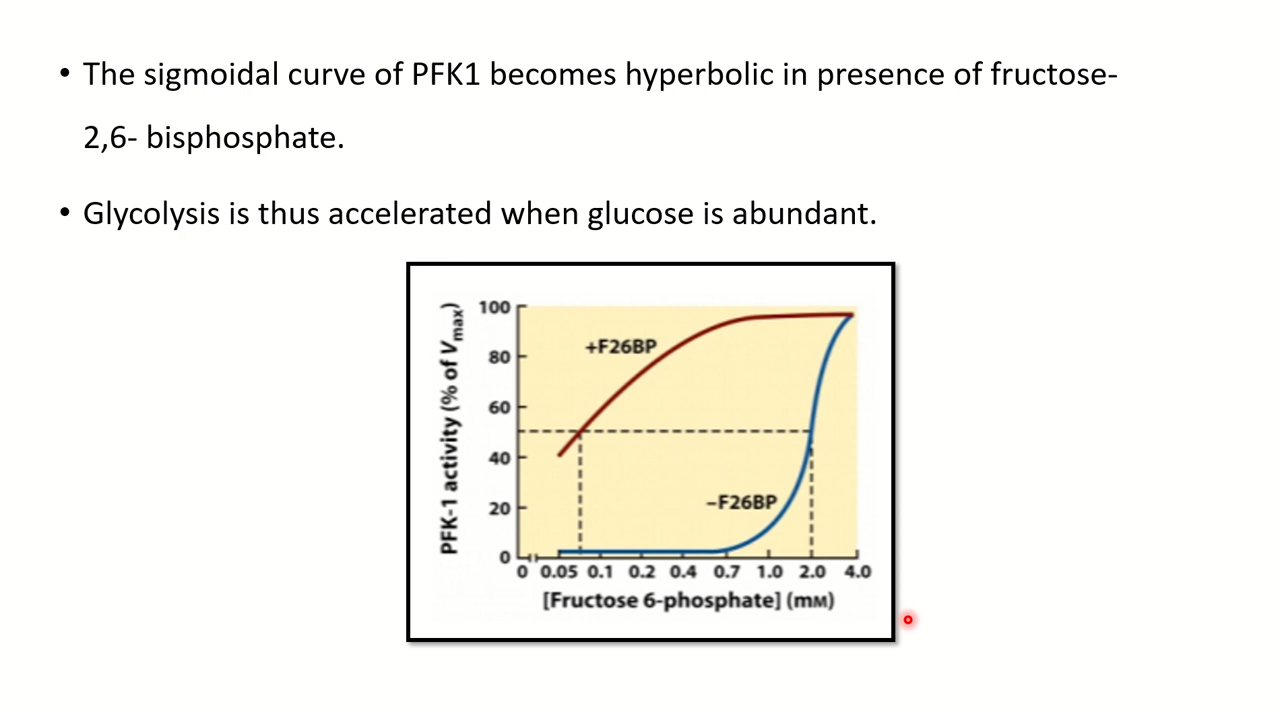 • The sigmoidal curve of PFK1 becomes hyperbolic in presence of fructose-
2,6- bisphosphate.
• Glycolysis is thus accelerated when glucose is abundant.
PFK-1 activity (% of Vmax)
100
80
60
40
20
0
+F26BP
–F26BP
0 0.05 0.1 0.2 0.4 0.7 1.0 2.0 4.0
[Fructose 6-phosphate] (mM)